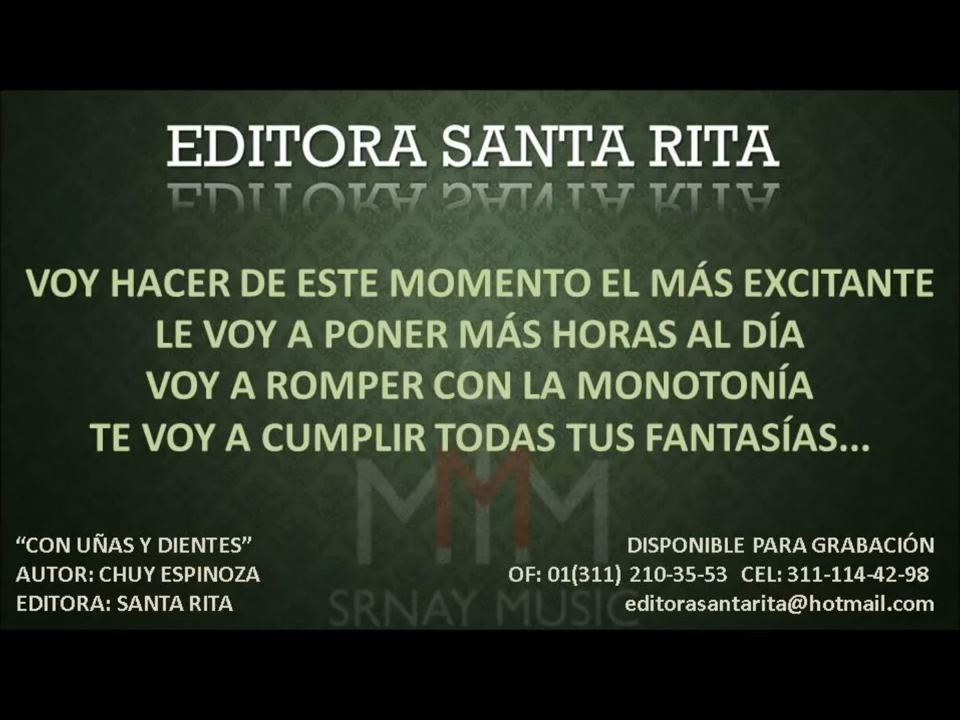 EDITORA SANTA RITA
VOY HACER DE ESTE MOMENTO EL MÁS EXCITANTE
LE VOY A PONER MÁS HORAS AL DÍA
VOY A ROMPER CON LA MONOTONÍA
TE VOY A CUMPLIR TODAS TUS FANTASÍAS...
MMM
SRNAY MUSIC
“CON UÑAS Y DIENTES”
AUTOR: CHUY ESPINOZA
EDITORA: SANTA RITA
DISPONIBLE PARA GRABACIÓN
OF: 01(311) 210-35-53 CEL: 311-114-42-98
editorasantarita@hotmail.com